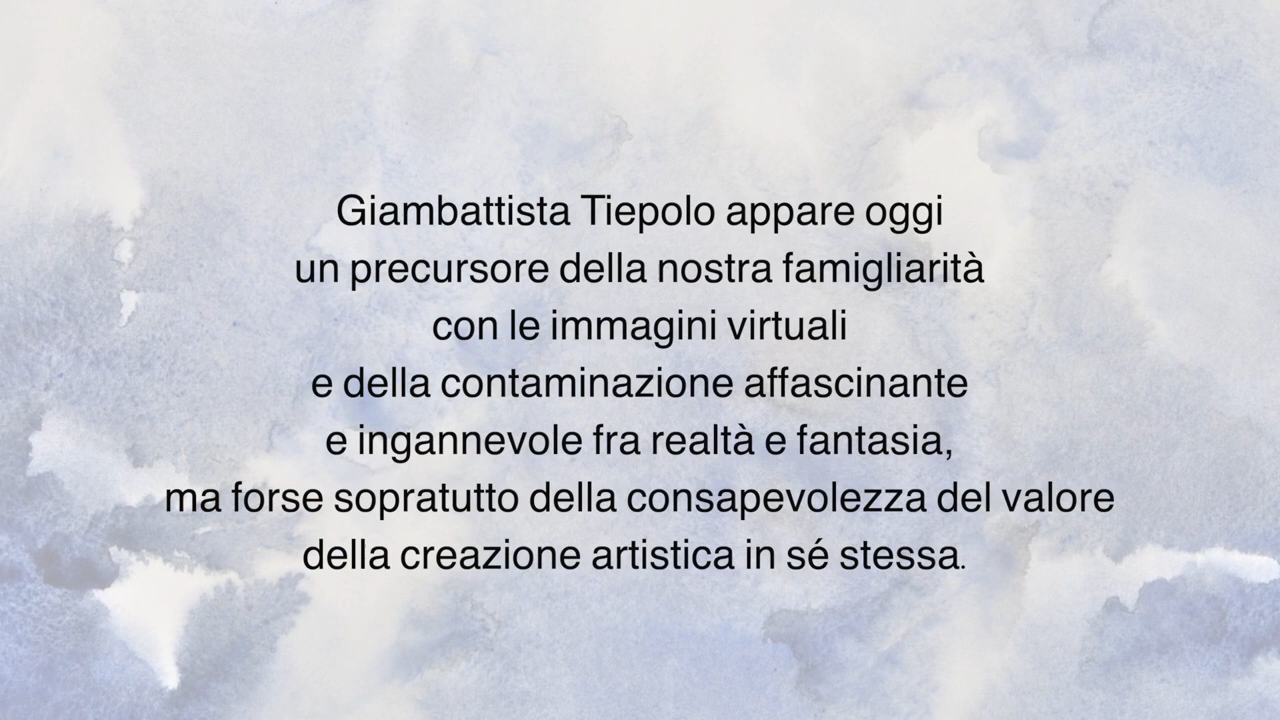 Giambattista Tiepolo appare oggi
un precursore della nostra famigliarità
con le immagini virtuali
e della contaminazione affascinante
e ingannevole fra realtà e fantasia,
ma forse sopratutto della consapevolezza del valore
della creazione artistica in sé stessa.